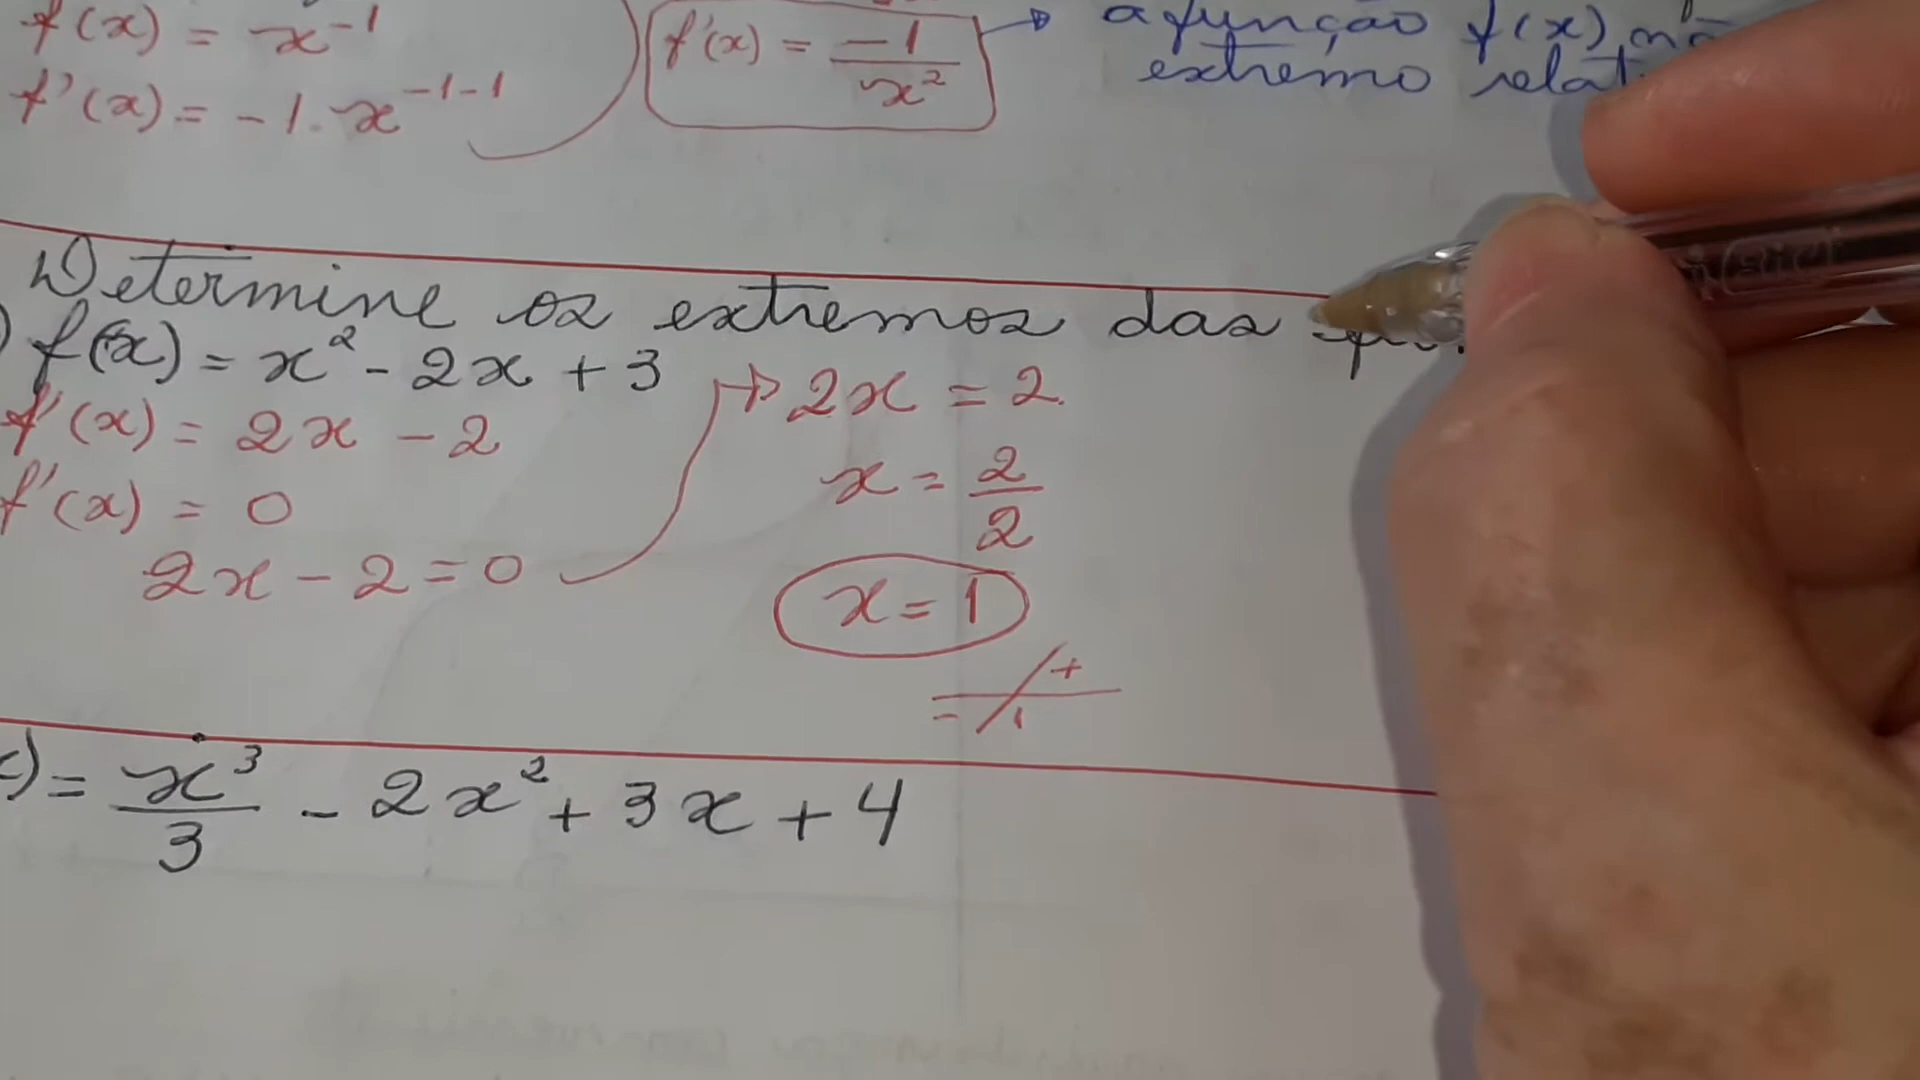 f(x) = x⁻¹
f'(x) = -1 . x⁻¹⁻¹
f'(x) = -1/x²
a função f(x)
extremo
Determine os extremos das
f(x) = x² - 2x + 3
f'(x) = 2x - 2
f'(x) = 0
2x - 2 = 0
2x = 2
x = 2/2
x = 1
- 1 +
= x³/3 - 2x² + 3x + 4